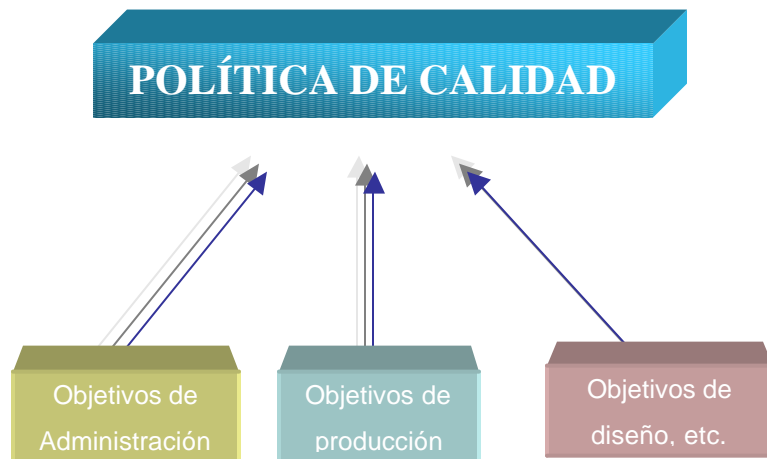 POLÍTICA DE CALIDAD
Objetivos de
Administración
Objetivos de
producción
Objetivos de
diseño, etc.